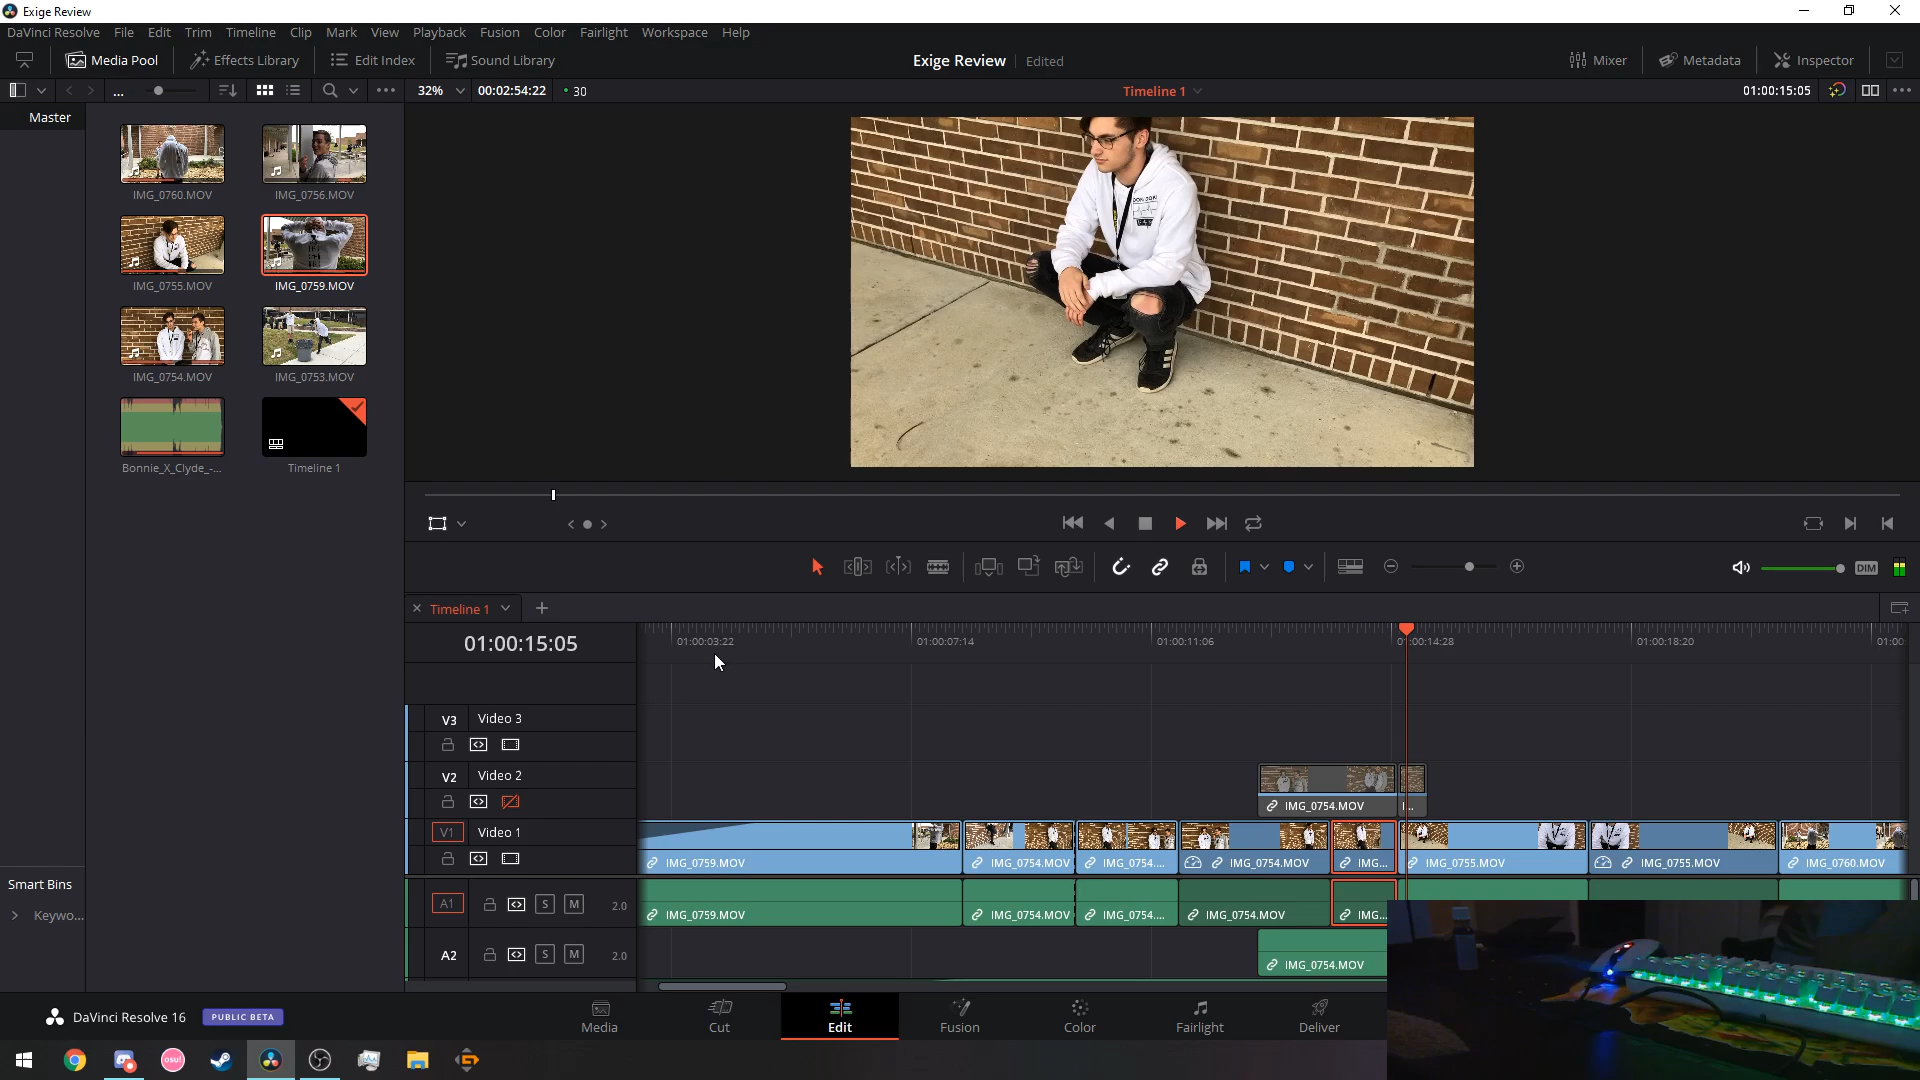 Exige Review
DaVinci Resolve File Edit Trim Timeline Clip Mark View Playback Fusion Color Fairlight Workspace Help
Media Pool Effects Library Edit Index Sound Library Exige Review Edited Mixer Metadata Inspector
... 32% 00:02:54:22 30 Timeline 1 01:00:15:05
Master
IMG_0760.MOV IMG_0756.MOV
IMG_0755.MOV IMG_0759.MOV
IMG_0754.MOV IMG_0753.MOV
Bonnie_X_Clyde_-... Timeline 1
DIM
Timeline 1
01:00:15:05 01:00:03:22 01:00:07:14 01:00:11:06 01:00:14:28 01:00:18:20 01:00
V3 Video 3
V2 Video 2
IMG_0754.MOV I...
V1 Video 1
IMG_0759.MOV IMG_0754.MOV IMG_0754.... IMG_0754.MOV IMG... IMG_0755.MOV IMG_0755.MOV IMG_0760.MOV
A1 S M 2.0
IMG_0759.MOV IMG_0754.MOV IMG_0754.... IMG_0754.MOV IMG...
A2 S M 2.0 IMG_0754.MOV
Smart Bins
Keywo...
DaVinci Resolve 16 PUBLIC BETA
Media Cut Edit Fusion Color Fairlight Deliver
osu!